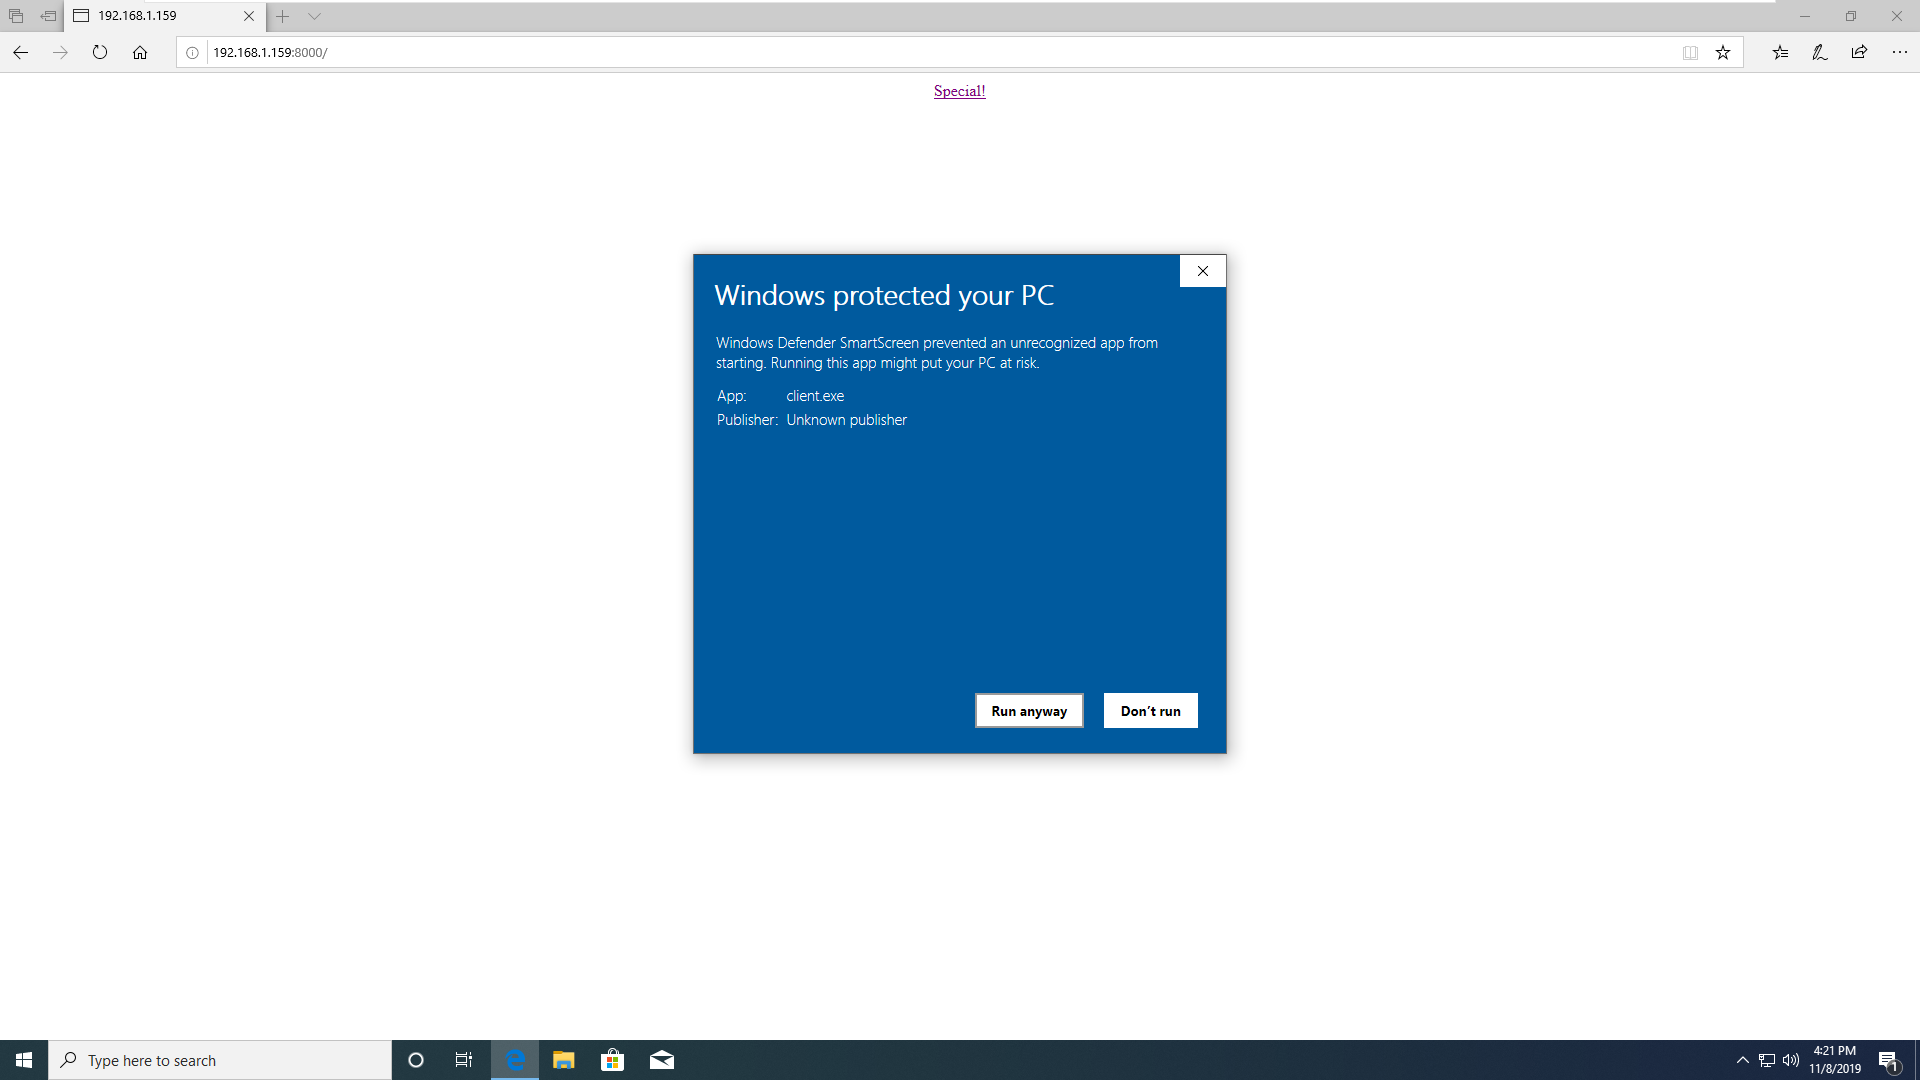 192.168.1.159
192.168.1.159:8000/
Special!
Windows protected your PC
Windows Defender SmartScreen prevented an unrecognized app from
starting. Running this app might put your PC at risk.
App: client.exe
Publisher: Unknown publisher
Run anyway Don't run
Type here to search
4:21 PM
11/8/2019
1